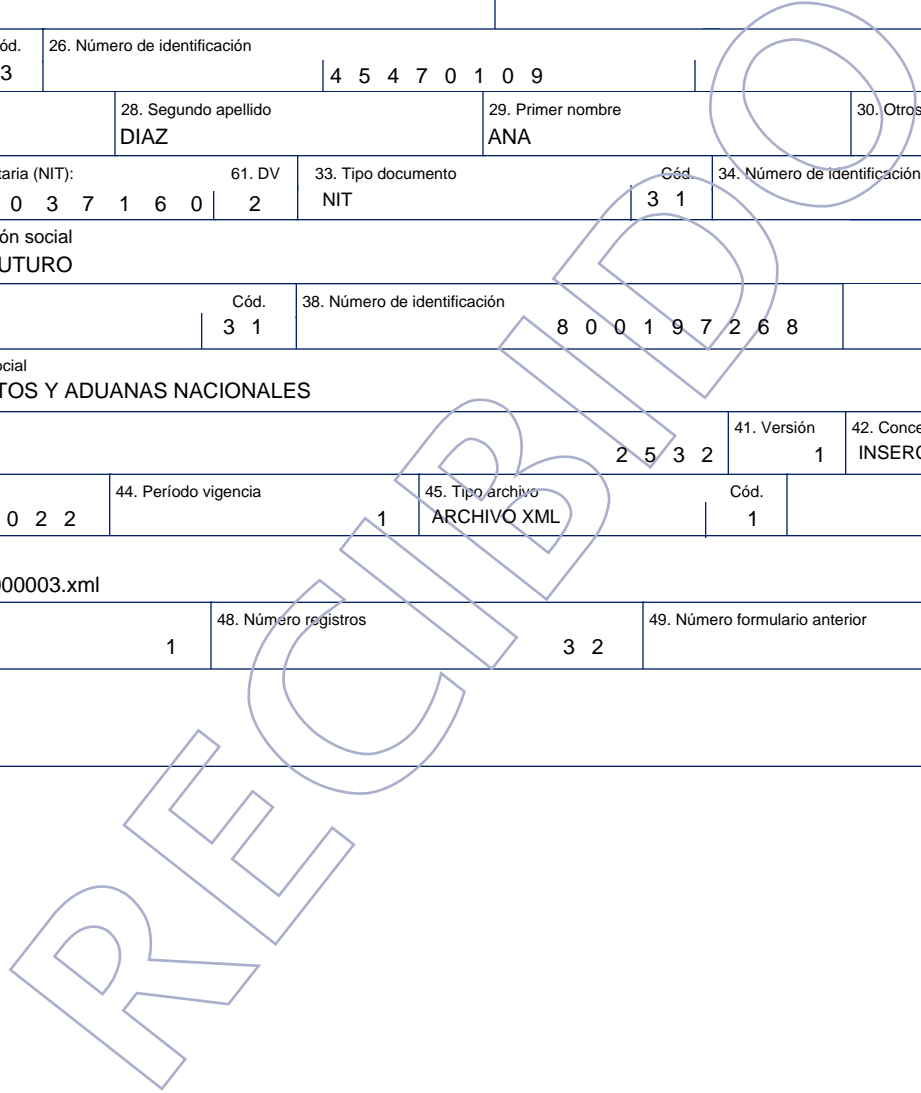 ód. 26. Número de identificación
3 4 5 4 7 0 1 0 9
28. Segundo apellido 29. Primer nombre 30. Otros
DIAZ ANA
taria (NIT): 61. DV 33. Tipo documento Cód. 34. Número de identificación
0 3 7 1 6 0 2 NIT 3 1
ón social
UTURO
Cód. 38. Número de identificación
3 1 8 0 0 1 9 7 2 6 8
ocial
TOS Y ADUANAS NACIONALES
41. Versión 42. Conce
2 5 3 2 1 INSERC
44. Período vigencia 45. Tipo archivo Cód.
0 2 2 1 ARCHIVO XML 1
000003.xml
48. Número registros 49. Número formulario anterior
1 3 2
RECIBIDO